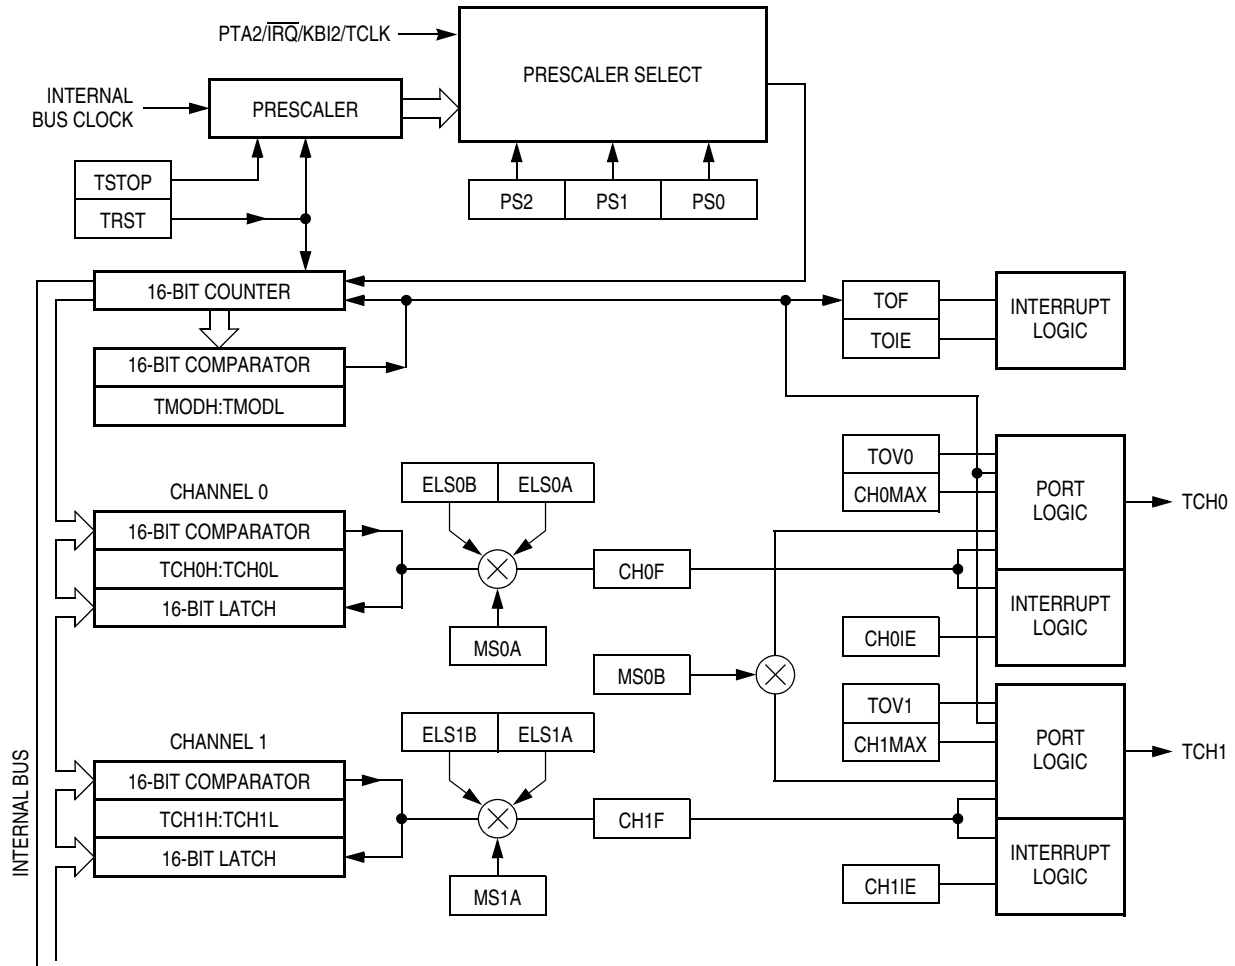 PTA2/IRQ/KBI2/TCLK
PRESCALER SELECT
INTERNAL
BUS CLOCK
PRESCALER
TSTOP
TRST
PS2
PS1
PS0
16-BIT COUNTER
TOF
TOIE
INTERRUPT
LOGIC
16-BIT COMPARATOR
TMODH:TMODL
CHANNEL 0
16-BIT COMPARATOR
TCH0H:TCH0L
16-BIT LATCH
ELS0B
ELS0A
MS0A
CH0F
TOV0
CH0MAX
PORT
LOGIC
TCH0
INTERRUPT
LOGIC
CH0IE
MS0B
CHANNEL 1
16-BIT COMPARATOR
TCH1H:TCH1L
16-BIT LATCH
ELS1B
ELS1A
MS1A
CH1F
TOV1
CH1MAX
PORT
LOGIC
TCH1
INTERRUPT
LOGIC
CH1IE
INTERNAL BUS